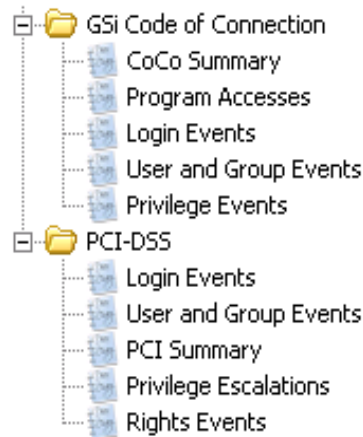 GSi Code of Connection
CoCo Summary
Program Accesses
Login Events
User and Group Events
Privilege Events
PCI-DSS
Login Events
User and Group Events
PCI Summary
Privilege Escalations
Rights Events